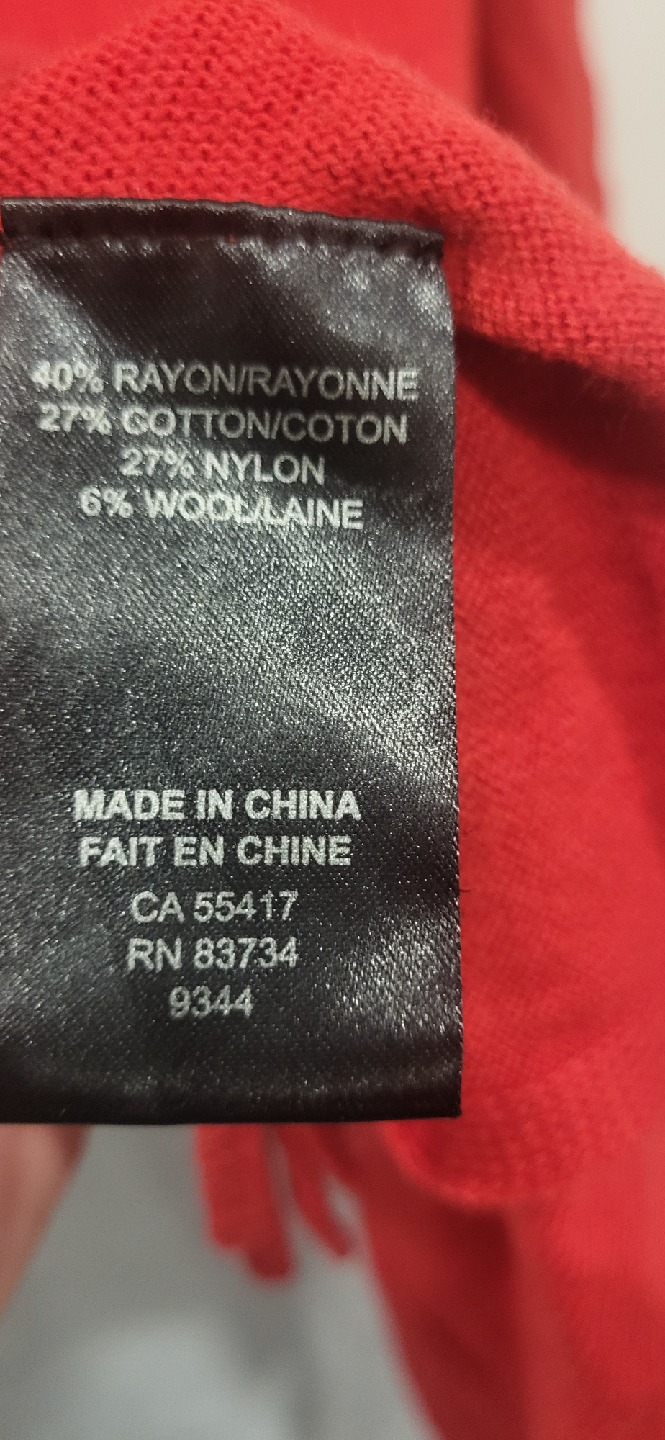 40% RAYON/RAYONNE
27% COTTON/COTON
27% NYLON
6% WOOL/LAINE
MADE IN CHINA
FAIT EN CHINE
CA 55417
RN 83734
9344